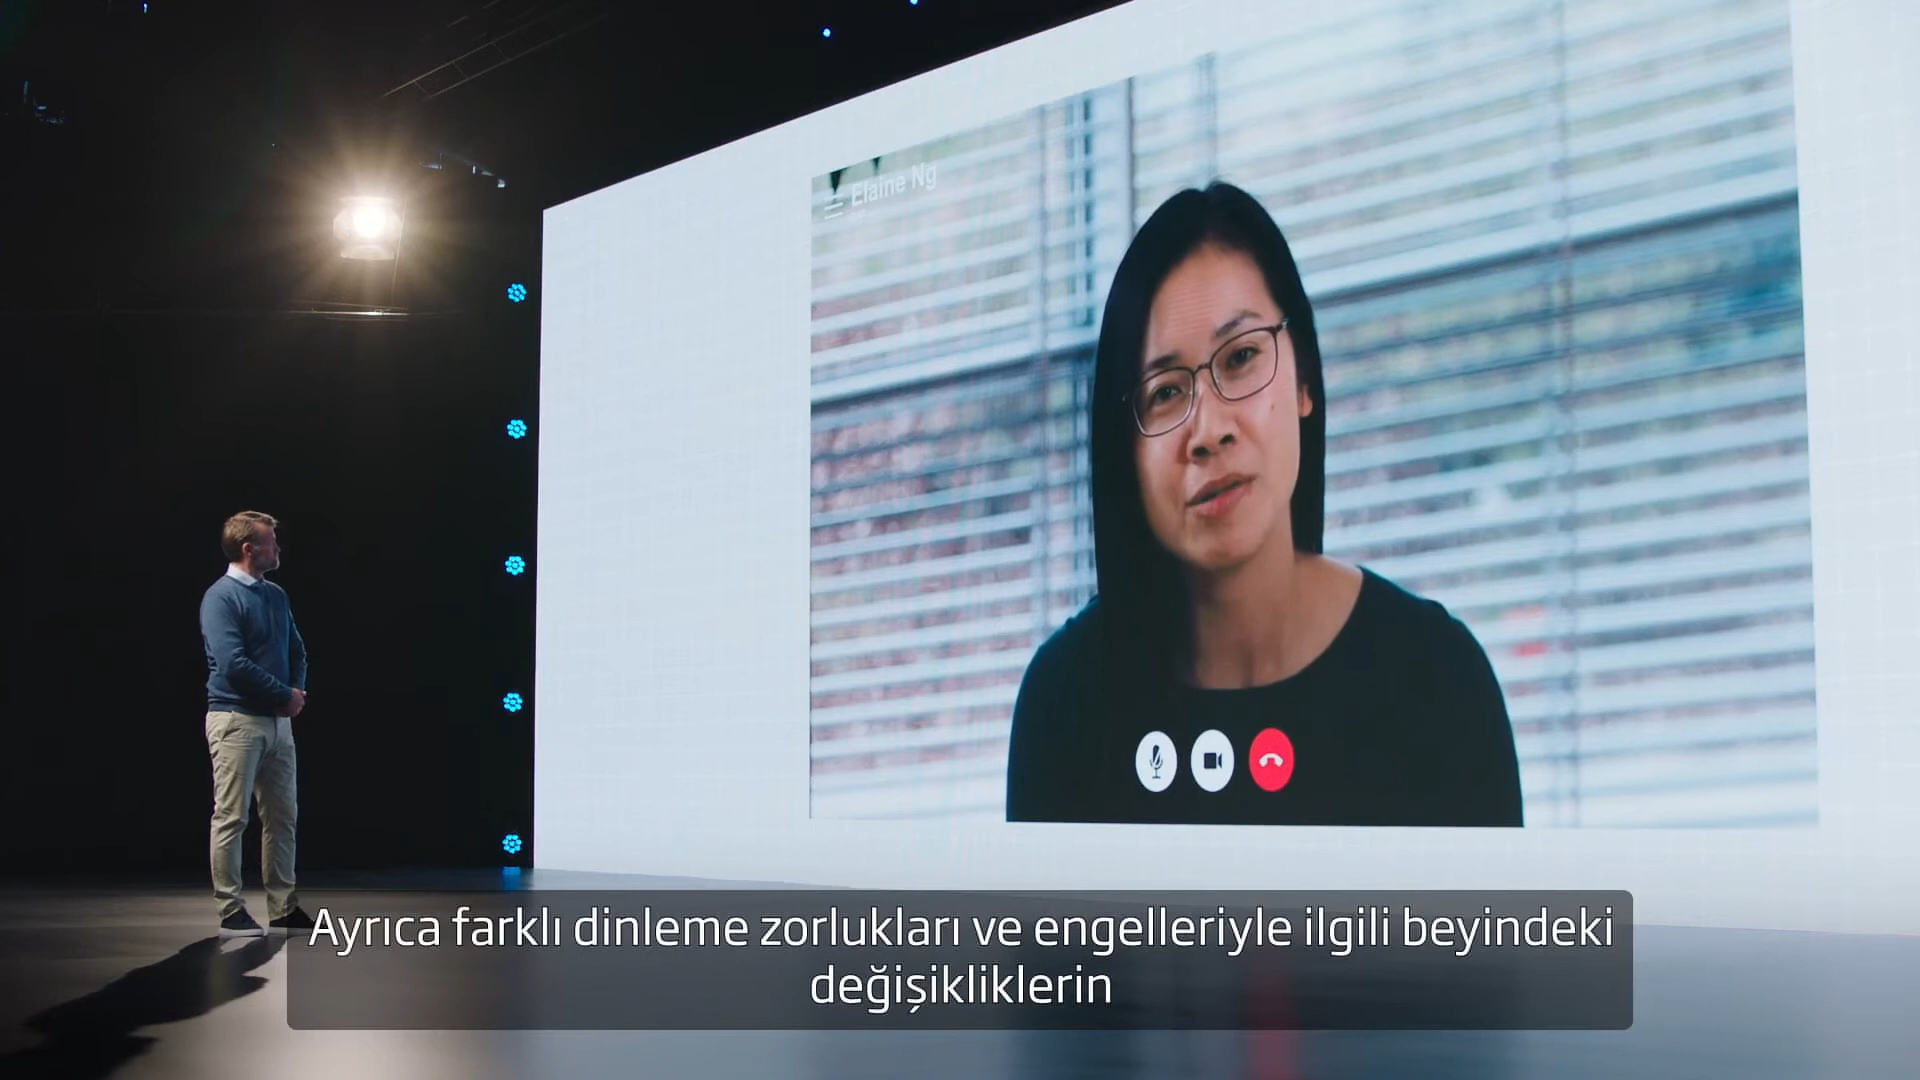 Elaine Ng
Ayrıca farklı dinleme zorlukları ve engelleriyle ilgili beyindeki
değişikliklerin